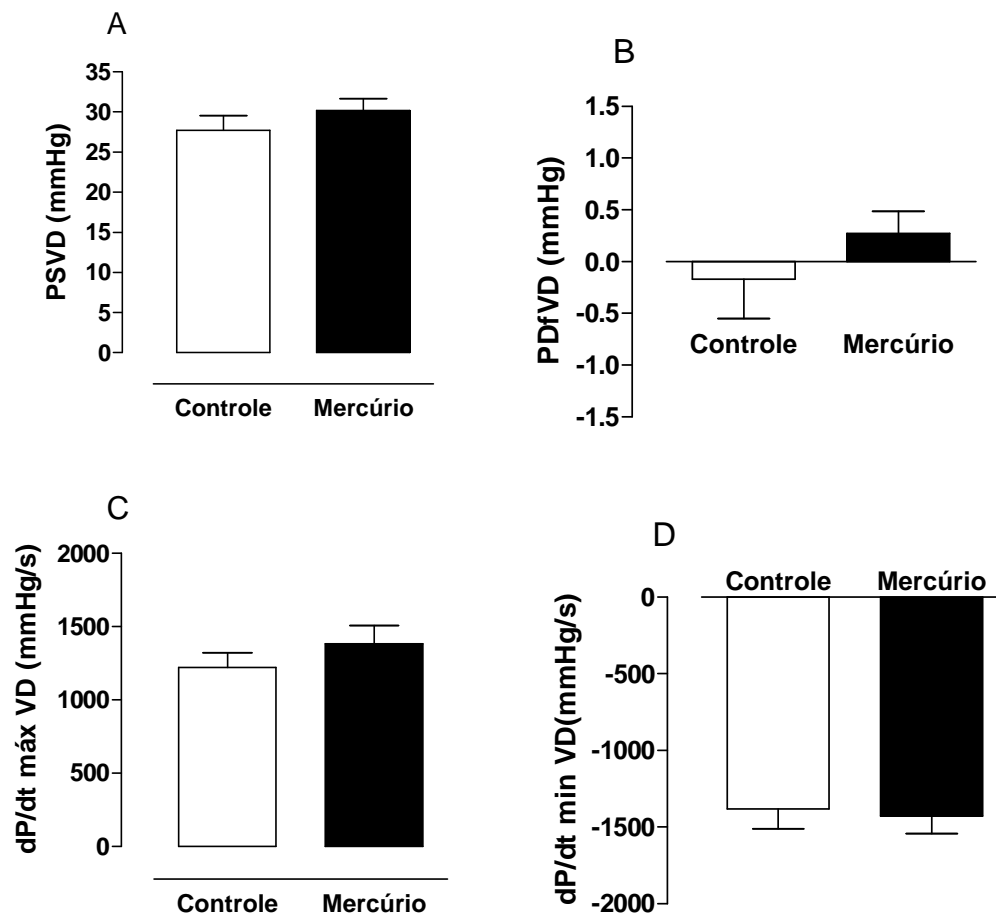 A
PSVD (mmHg)
35
30
25
20
15
10
5
0
Controle Mercúrio
B
PDfVD (mmHg)
1.5
1.0
0.5
0.0
-0.5
-1.0
-1.5
Controle Mercúrio
C
dP/dt máx VD (mmHg/s)
2000
1500
1000
500
0
Controle Mercúrio
D
dP/dt min VD(mmHg/s)
Controle Mercúrio
0
-500
-1000
-1500
-2000